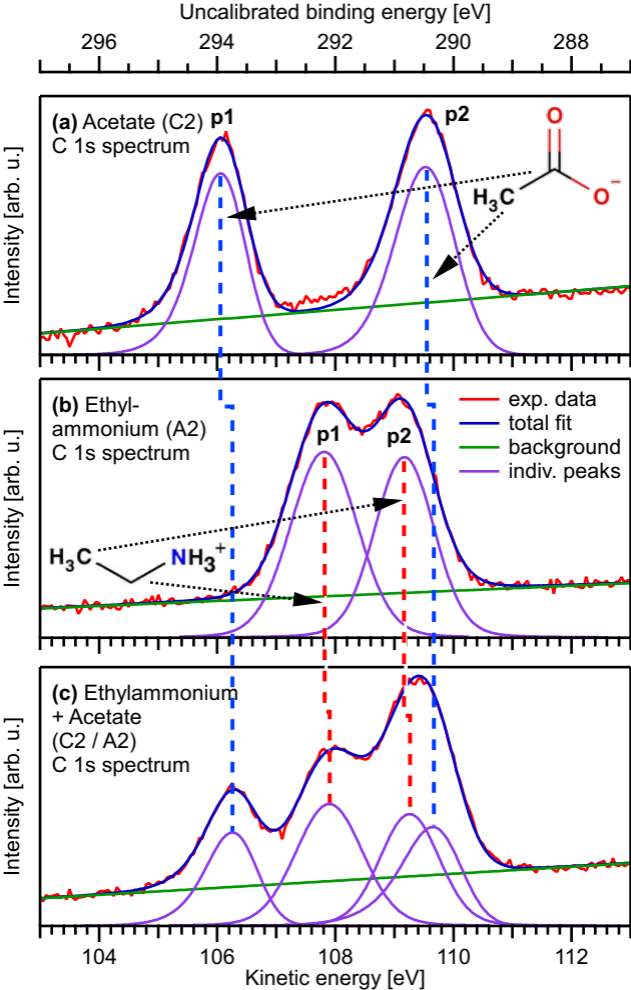 Uncalibrated binding energy [eV]
296 294 292 290 288
(a) Acetate (C2) p1 p2
C 1s spectrum
O
H₃C O⁻
Intensity [arb. u.]
(b) Ethyl-
ammonium (A2)
C 1s spectrum
p1 p2
exp. data
total fit
background
indiv. peaks
H₃C NH3⁺
Intensity [arb. u.]
(c) Ethylammonium
+ Acetate
(C2 / A2)
C 1s spectrum
Intensity [arb. u.]
104 106 108 110 112
Kinetic energy [eV]